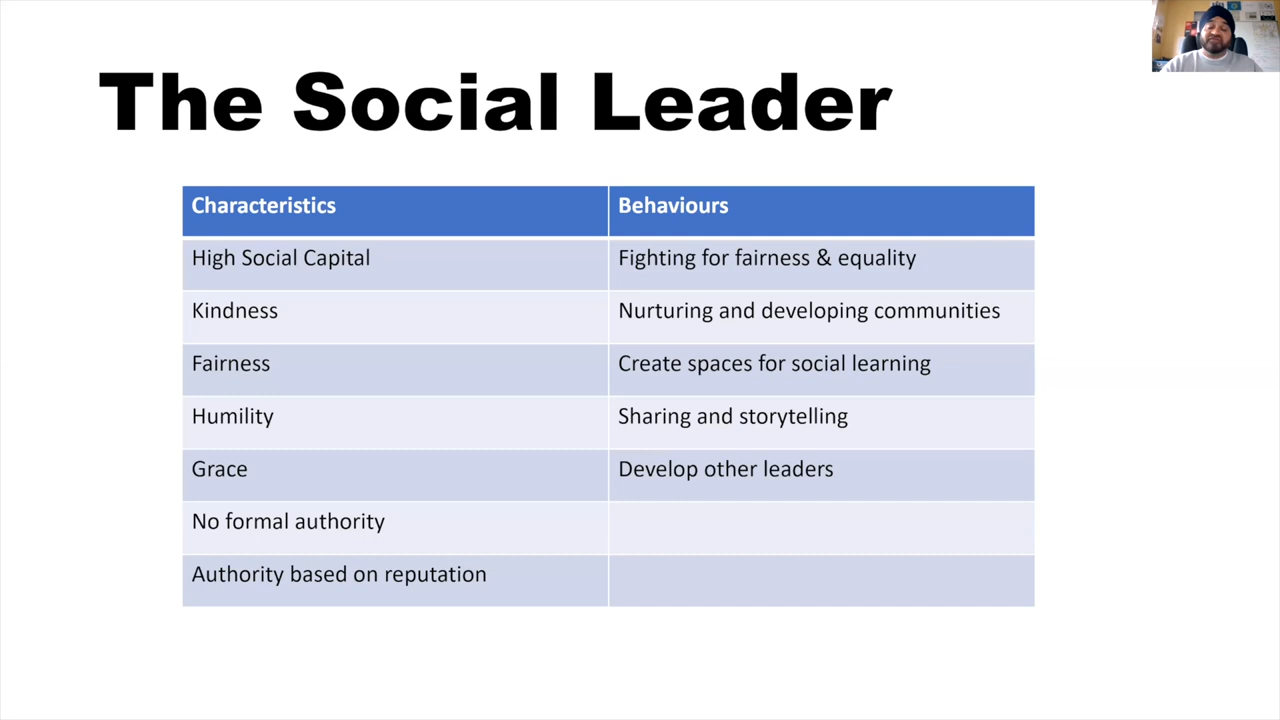 The Social Leader
Characteristics
Behaviours
High Social Capital
Fighting for fairness & equality
Kindness
Nurturing and developing communities
Fairness
Create spaces for social learning
Humility
Sharing and storytelling
Grace
Develop other leaders
No formal authority
Authority based on reputation